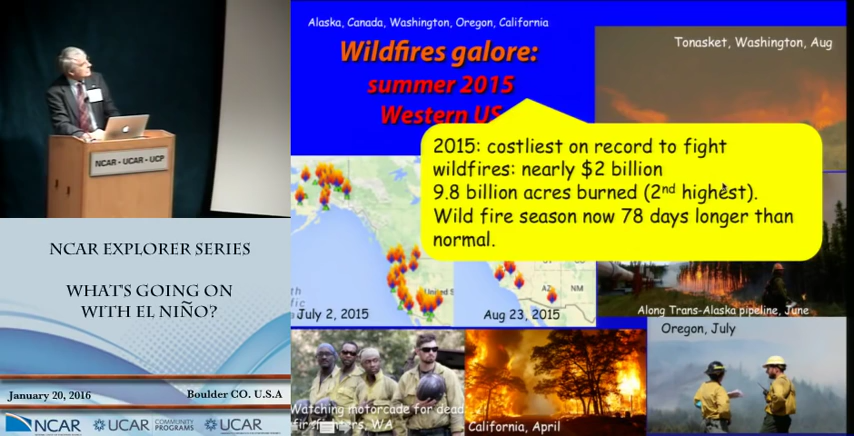 NCAR - UCAR - UCP
NCAR EXPLORER SERIES
WHAT'S GOING ON
WITH EL NIÑO?
January 20, 2016
Boulder CO. U.S.A
NCAR
UCAR
COMMUNITY
PROGRAMS
UCAR
Alaska, Canada, Washington, Oregon, California
Wildfires galore:
summer 2015
Western US
Tonasket, Washington, Aug
2015: costliest on record to fight
wildfires: nearly $2 billion
9.8 billion acres burned (2nd highest).
Wild fire season now 78 days longer than
normal.
United S
July 2, 2015
AZ
NM
Aug 23, 2015
Along Trans-Alaska pipeline, June
Watching motorcade for dead
firefighters, WA
California, April
Oregon, July